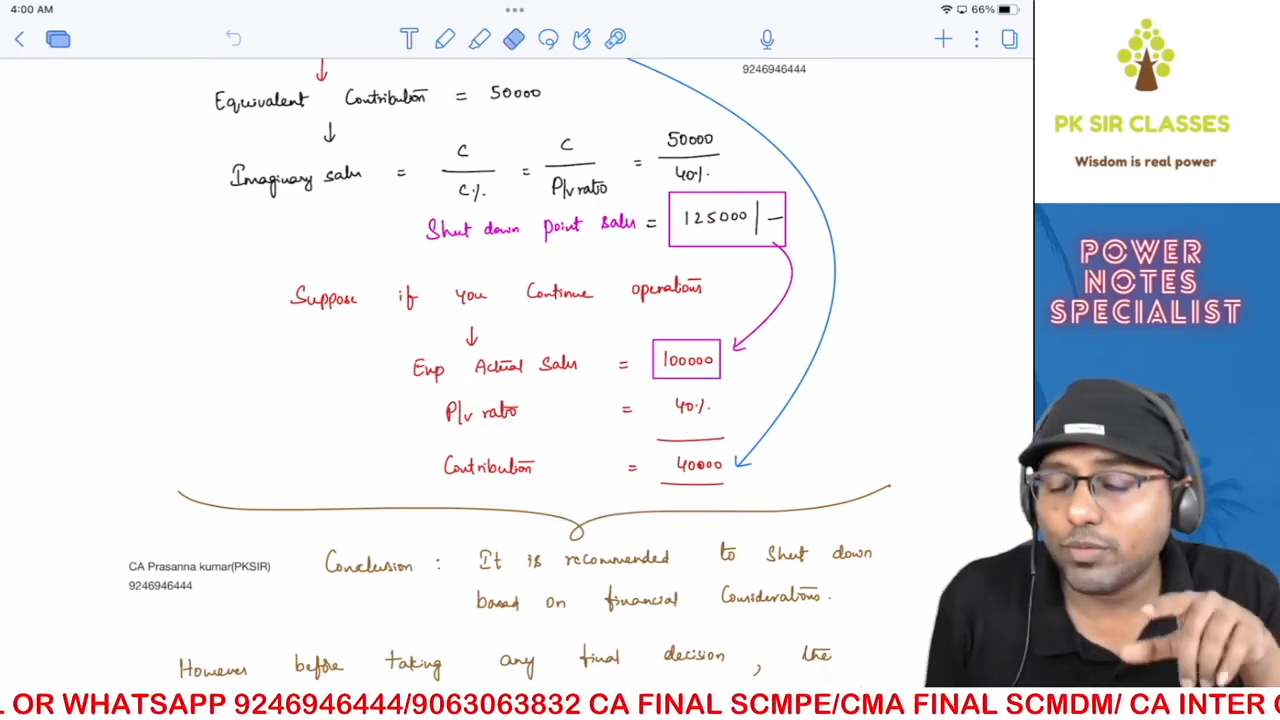 4:00 AM
66%
9246946444
Equivalent Contribution = 50000
Imaginary sales = C / C% = C / P/v ratio = 50000 / 40%
Shut down point sales = 125000/-
Suppose if you Continue operations
Exp Actual Sales = 100000
P/v ratio = 40%
Contribution = 40000
CA Prasanna kumar(PKSIR)
9246946444
Conclusion : It is recommended to Shut down
based on financial Considerations.
However before taking any final decision, the
PK SIR CLASSES
Wisdom is real power
POWER
NOTES
SPECIALIST
L OR WHATSAPP 9246946444/9063063832 CA FINAL SCMPE/CMA FINAL SCMDM/ CA INTER